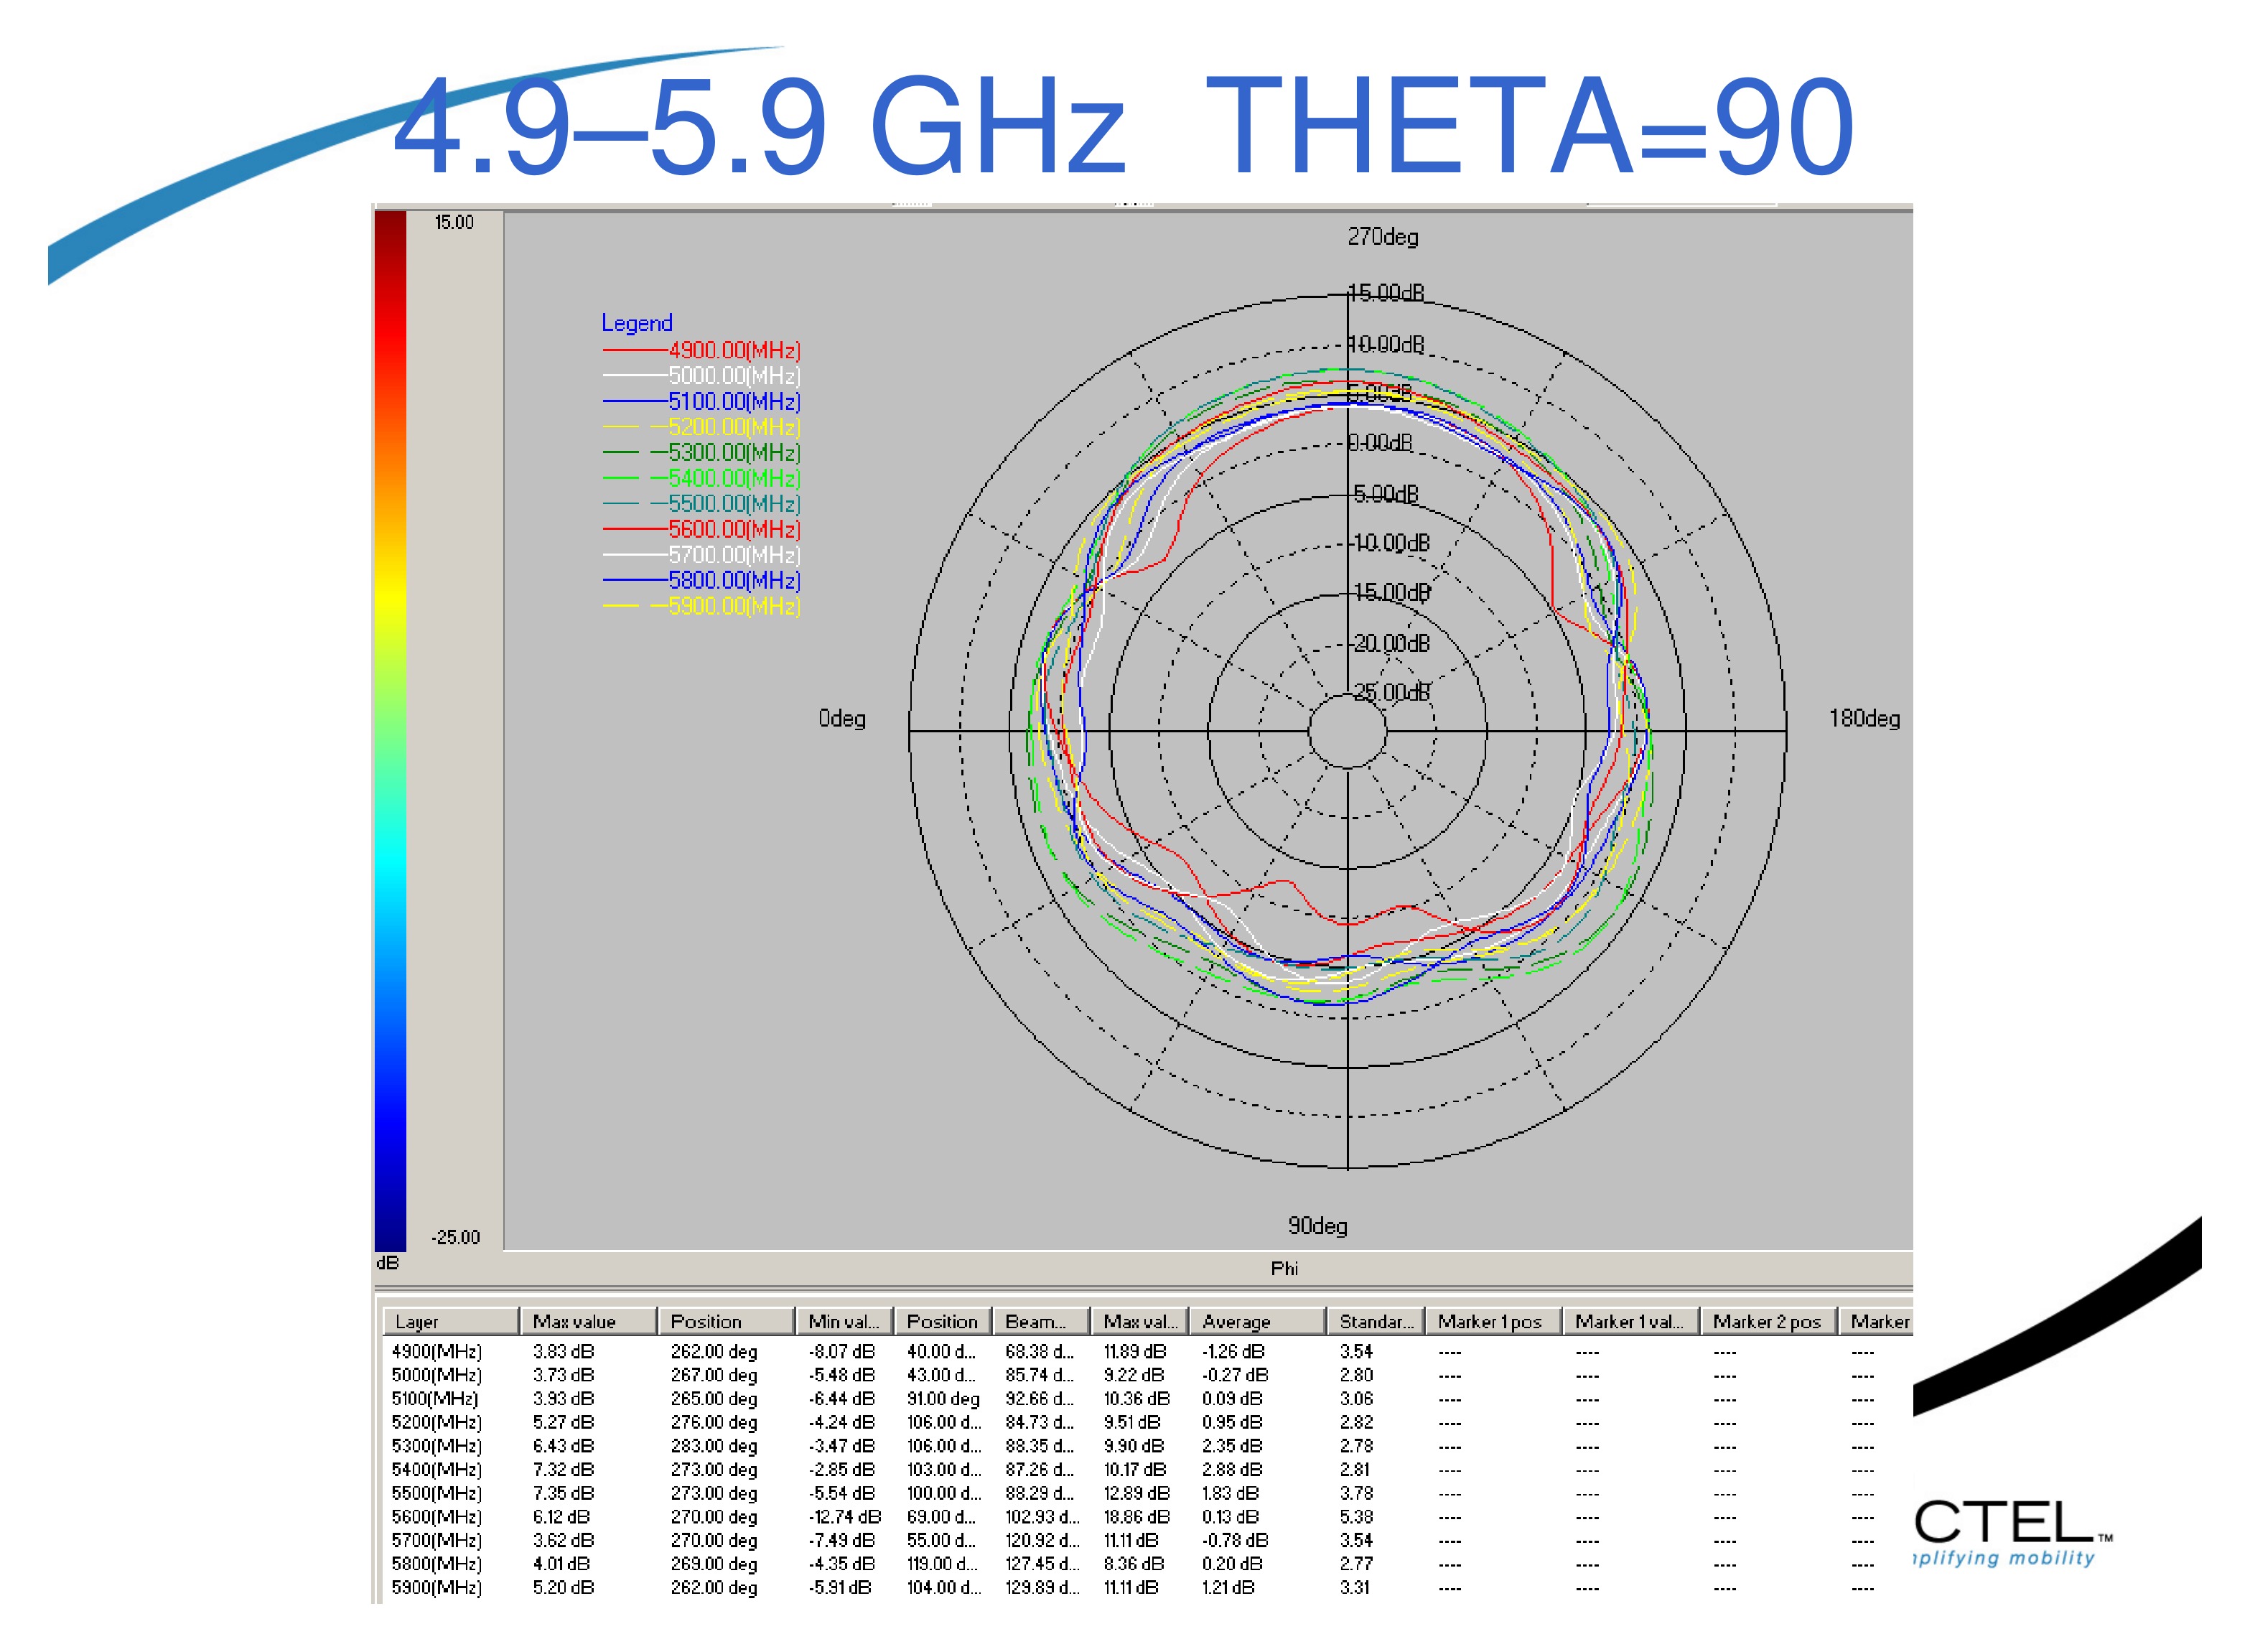 4.9–5.9 GHz THETA=90
15.00
270deg
15.00dB
Legend
4900.00(MHz)
10.00dB
5000.00(MHz)
5.00dB
5100.00(MHz)
5200.00(MHz)
0.00dB
5300.00(MHz)
5400.00(MHz)
-5.00dB
5500.00(MHz)
5600.00(MHz)
-10.00dB
5700.00(MHz)
5800.00(MHz)
-15.00dB
5900.00(MHz)
-20.00dB
-25.00dB
0deg
180deg
90deg
-25.00
dB
Phi
Layer Max value Position Min val... Position Beam... Max val... Average Standar... Marker 1 pos Marker 1 val... Marker 2 pos Marker
4900(MHz) 3.83 dB 262.00 deg -8.07 dB 40.00 d... 68.38 d... 11.89 dB -1.26 dB 3.54 ---- ---- ---- ----
5000(MHz) 3.73 dB 267.00 deg -5.48 dB 43.00 d... 85.74 d... 9.22 dB -0.27 dB 2.80 ---- ---- ---- ----
5100(MHz) 3.93 dB 265.00 deg -6.44 dB 91.00 deg 92.66 d... 10.36 dB 0.09 dB 3.06 ---- ---- ---- ----
5200(MHz) 5.27 dB 276.00 deg -4.24 dB 106.00 d... 84.73 d... 9.51 dB 0.95 dB 2.82 ---- ---- ---- ----
5300(MHz) 6.43 dB 283.00 deg -3.47 dB 106.00 d... 88.35 d... 9.90 dB 2.35 dB 2.78 ---- ---- ---- ----
5400(MHz) 7.32 dB 273.00 deg -2.85 dB 103.00 d... 87.26 d... 10.17 dB 2.88 dB 2.81 ---- ---- ---- ----
5500(MHz) 7.35 dB 273.00 deg -5.54 dB 100.00 d... 88.29 d... 12.89 dB 1.83 dB 3.78 ---- ---- ---- ----
5600(MHz) 6.12 dB 270.00 deg -12.74 dB 69.00 d... 102.93 d... 18.86 dB 0.13 dB 5.38 ---- ---- ---- ----
5700(MHz) 3.62 dB 270.00 deg -7.49 dB 55.00 d... 120.92 d... 11.11 dB -0.78 dB 3.54 ---- ---- ---- ----
5800(MHz) 4.01 dB 269.00 deg -4.35 dB 119.00 d... 127.45 d... 8.36 dB 0.20 dB 2.77 ---- ---- ---- ----
5900(MHz) 5.20 dB 262.00 deg -5.91 dB 104.00 d... 129.89 d... 11.11 dB 1.21 dB 3.31 ---- ---- ---- ----
CTEL™
plifying mobility